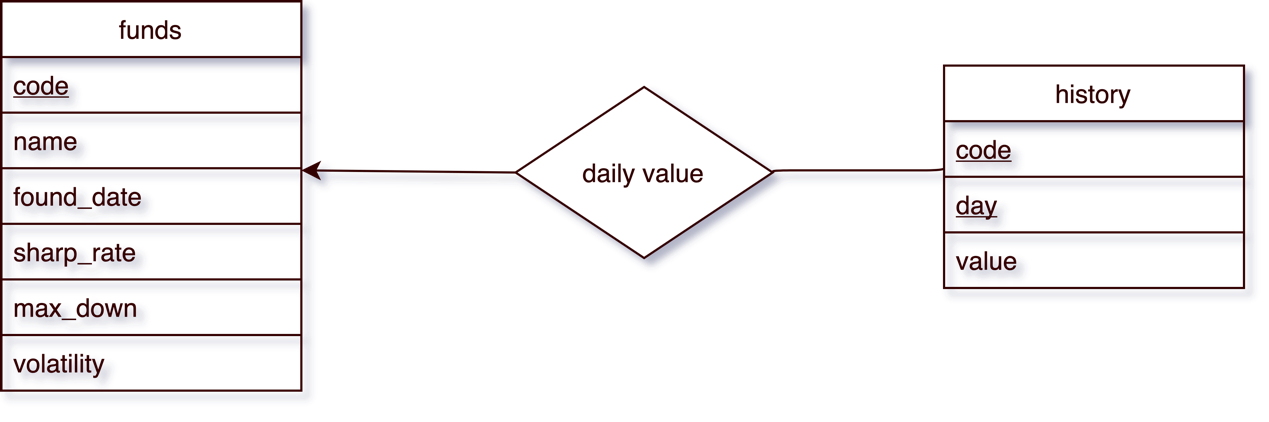 funds
code
name
found_date
sharp_rate
max_down
volatility
daily value
history
code
day
value